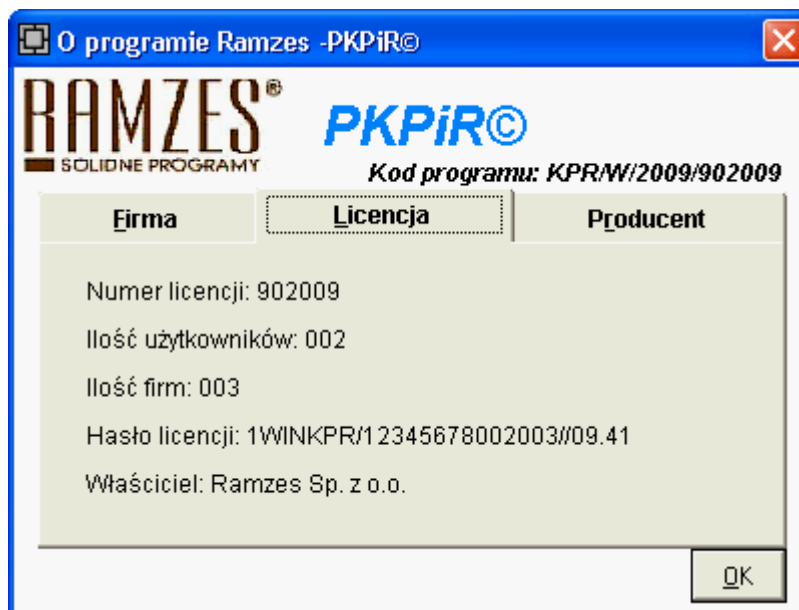 O programie Ramzes -PKPiR©
RAMZES®
SOLIDNE PROGRAMY
PKPiR©
Kod programu: KPR/W/2009/902009
Firma
Licencja
Producent
Numer licencji: 902009
Ilość użytkowników: 002
Ilość firm: 003
Hasło licencji: 1WINKPR/12345678002003//09.41
Właściciel: Ramzes Sp. z o.o.
OK